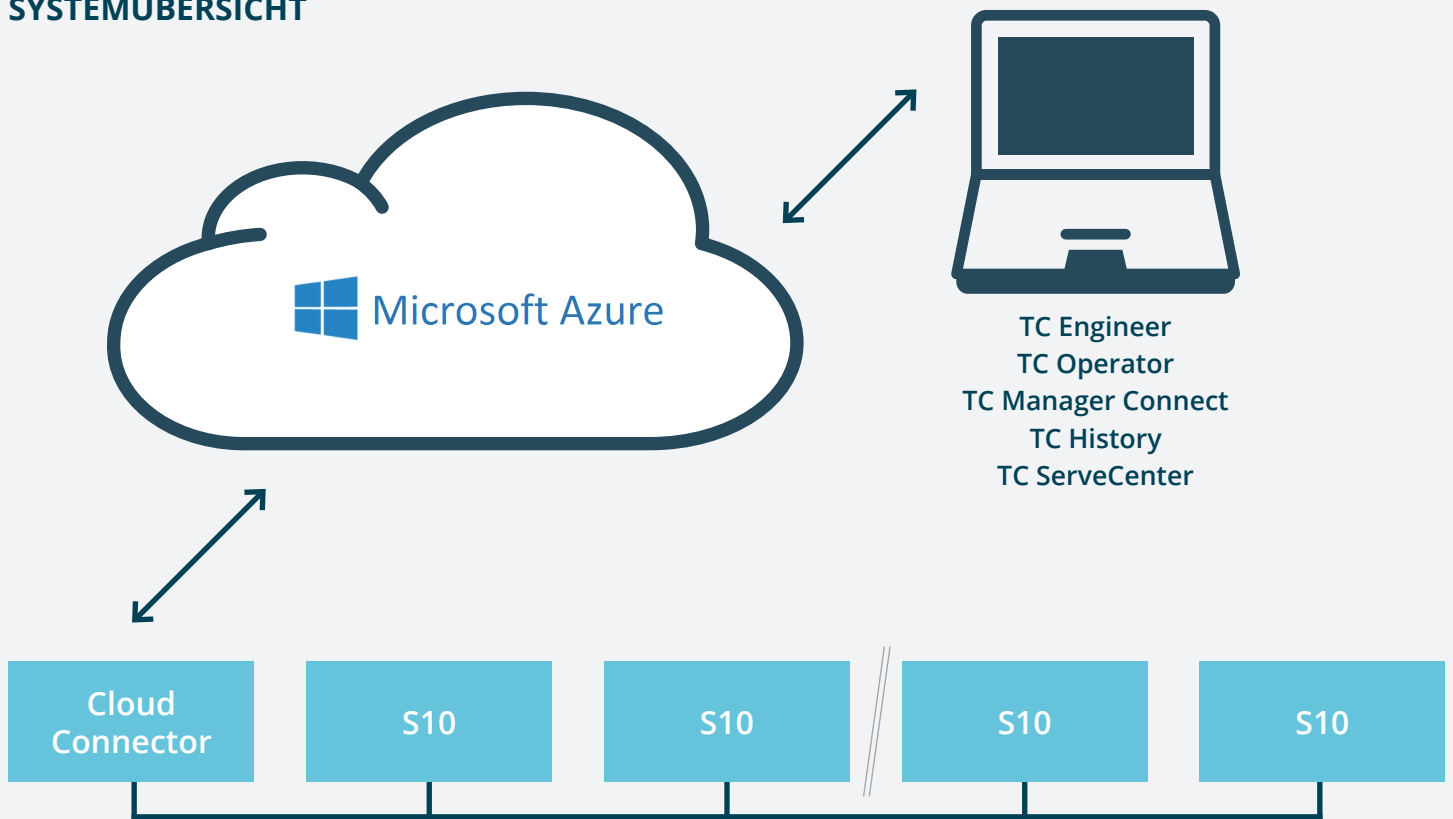 SYSTEMÜBERSICHT
Microsoft Azure
TC Engineer
TC Operator
TC Manager Connect
TC History
TC ServeCenter
Cloud
Connector
S10
S10
S10
S10